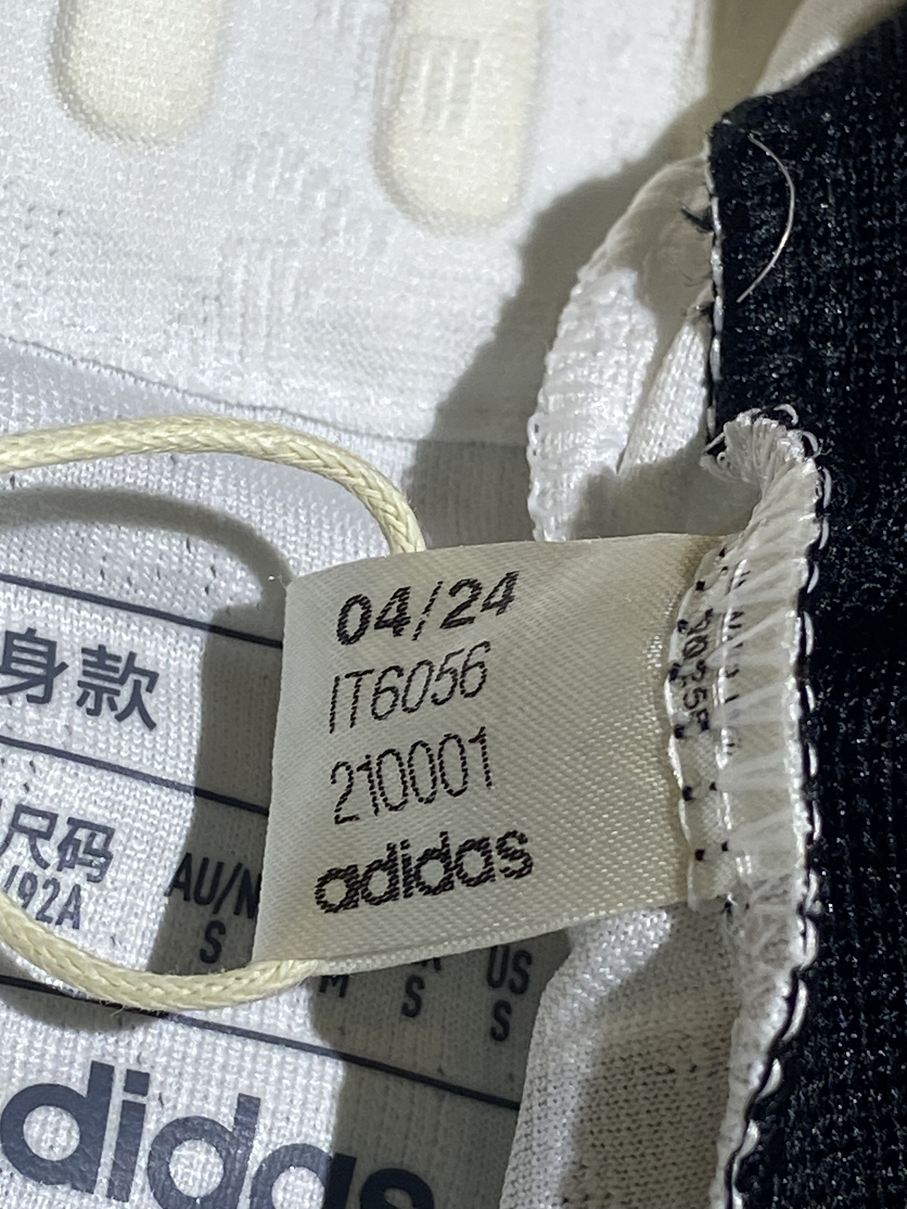 04/24
IT6056
210001
adidas
身款
尺码
/92A
AU/N
S
M
S
US
S
adidas